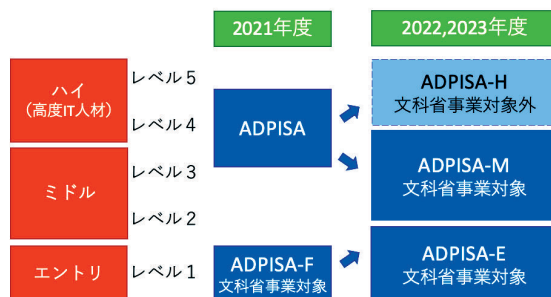 2021年度
2022,2023年度
ハイ
（高度IT人材）
レベル5
レベル4
ミドル
レベル3
レベル2
エントリ
レベル1
ADPISA
ADPISA-F
文科省事業対象
ADPISA-H
文科省事業対象外
ADPISA-M
文科省事業対象
ADPISA-E
文科省事業対象